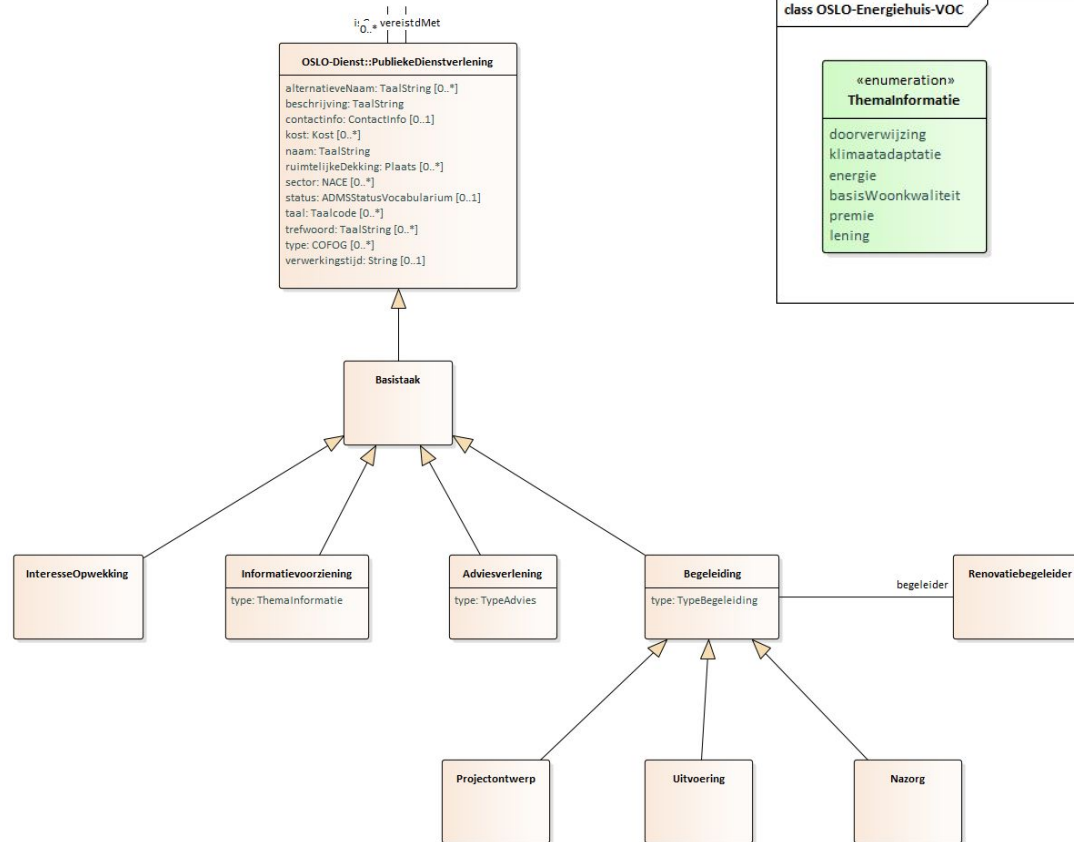 0..*
vereistdMet
OSLO-Dienst::PubliekeDienstverlening
alternatieveNaam: TaalString [0..*]
beschrijving: TaalString
contactinfo: ContactInfo [0..1]
kost: Kost [0..*]
naam: TaalString
ruimtelijkeDekking: Plaats [0..*]
sector: NACE [0..*]
status: ADMSStatusVocabularium [0..1]
taal: Taalcode [0..*]
trefwoord: TaalString [0..*]
type: COFOG [0..*]
verwerkingstijd: String [0..1]
class OSLO-Energiehuis-VOC
«enumeration»
ThemaInformatie
doorverwijzing
klimaatadaptatie
energie
basisWoonkwaliteit
premie
lening
Basistaak
InteresseOpwekking
Informatievoorziening
type: ThemaInformatie
Adviesverlening
type: TypeAdvies
Begeleiding
type: TypeBegeleiding
begeleider
Renovatiebegeleider
Projectontwerp
Uitvoering
Nazorg